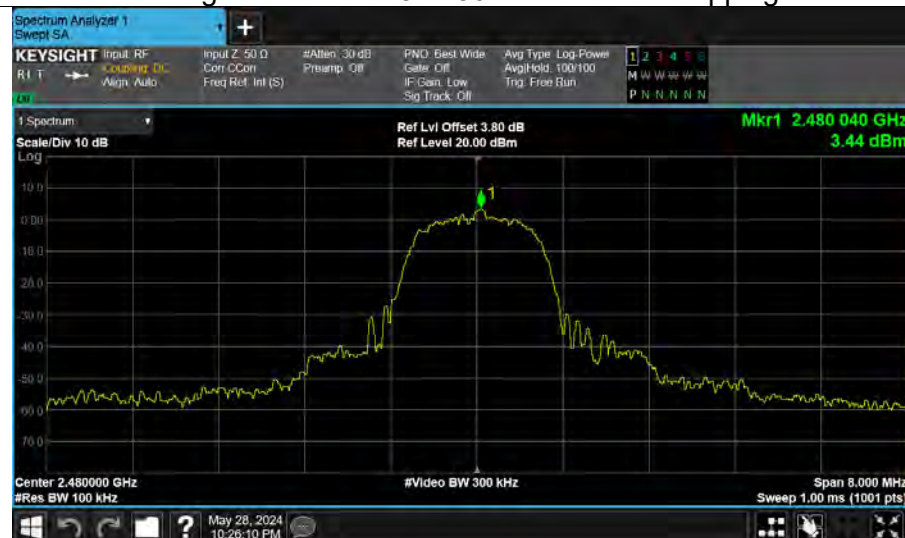 Spectrum Analyzer 1
Swept SA
+
KEYSIGHT Input: RF
Coupling: DC
Align: Auto
Input Z: 50 Ω
Corr CCorr
Freq Ref: Int (S)
#Atten: 30 dB
Preamp: Off
PNO: Best Wide
Gate: Off
IF Gain: Low
Sig Track: Off
Avg Type: Log-Power
Avg|Hold: 100/100
Trig: Free Run
1 2 3 4 5 6
M W W W W W
P N N N N N
R L T
1 Spectrum
Scale/Div 10 dB
Log
Ref Lvl Offset 3.80 dB
Ref Level 20.00 dBm
Mkr1 2.480 040 GHz
3.44 dBm
1
10.0
0.00
-10.0
-20.0
-30.0
-40.0
-50.0
-60.0
-70.0
Center 2.480000 GHz
#Res BW 100 kHz
#Video BW 300 kHz
Span 8.000 MHz
Sweep 1.00 ms (1001 pts)
?
May 28, 2024
10:26:10 PM